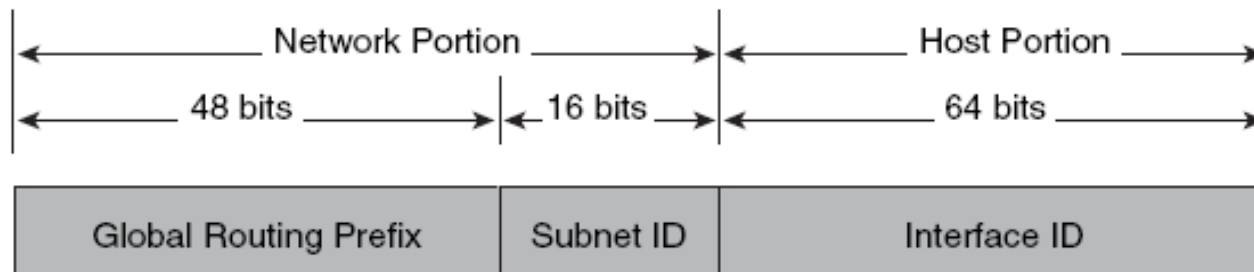 Network Portion Host Portion
48 bits 16 bits 64 bits
Global Routing Prefix Subnet ID Interface ID